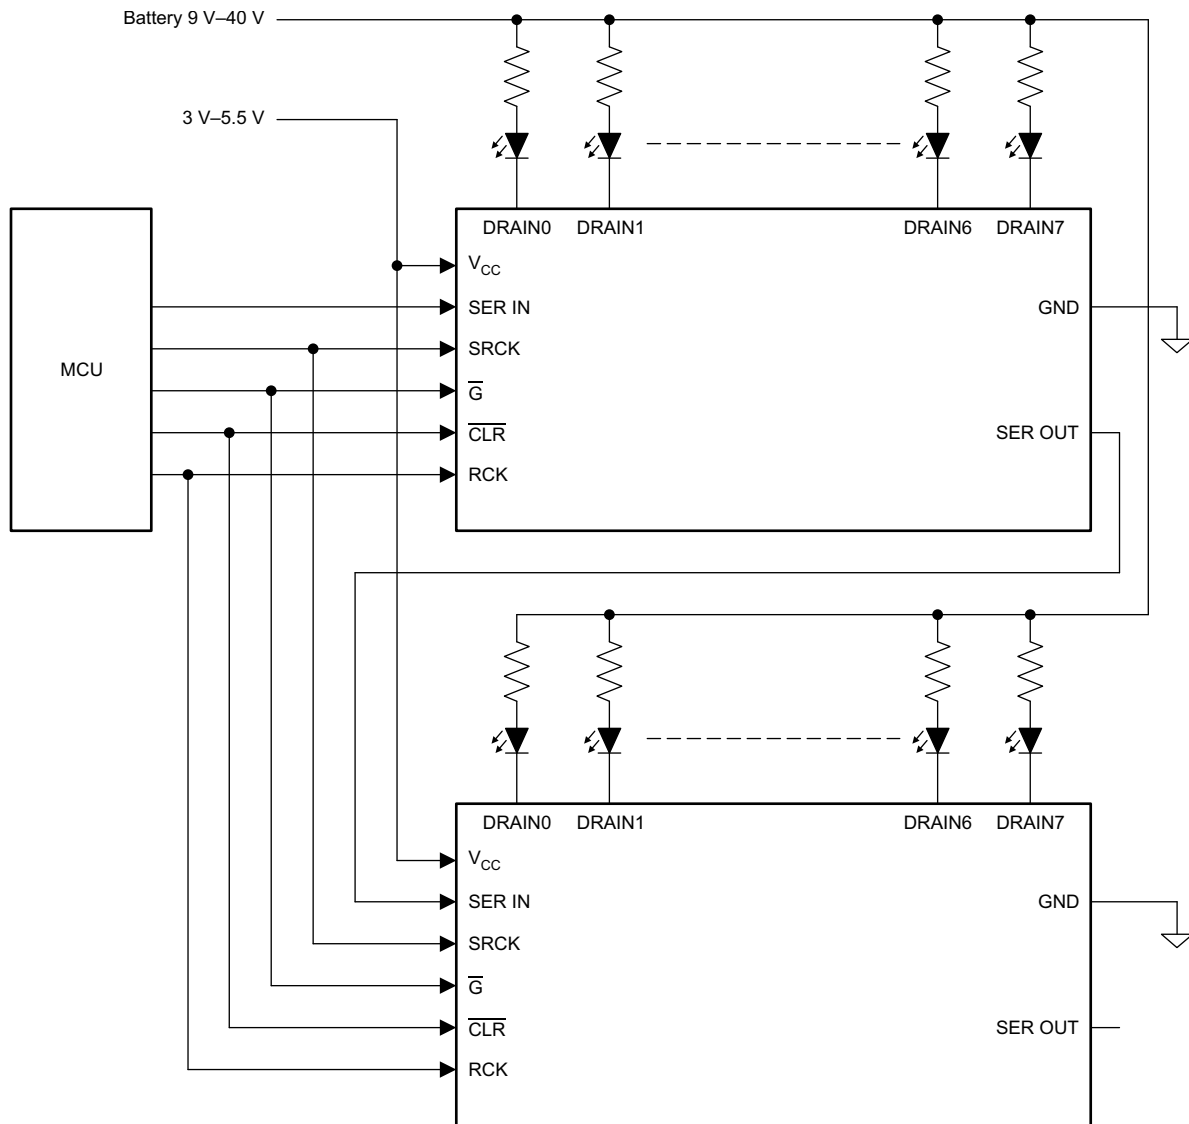 Battery 9 V–40 V
3 V–5.5 V
DRAIN0 DRAIN1 DRAIN6 DRAIN7
VCC
SER IN GND
MCU
SRCK
G
CLR SER OUT
RCK
DRAIN0 DRAIN1 DRAIN6 DRAIN7
VCC
SER IN GND
SRCK
G
CLR SER OUT
RCK